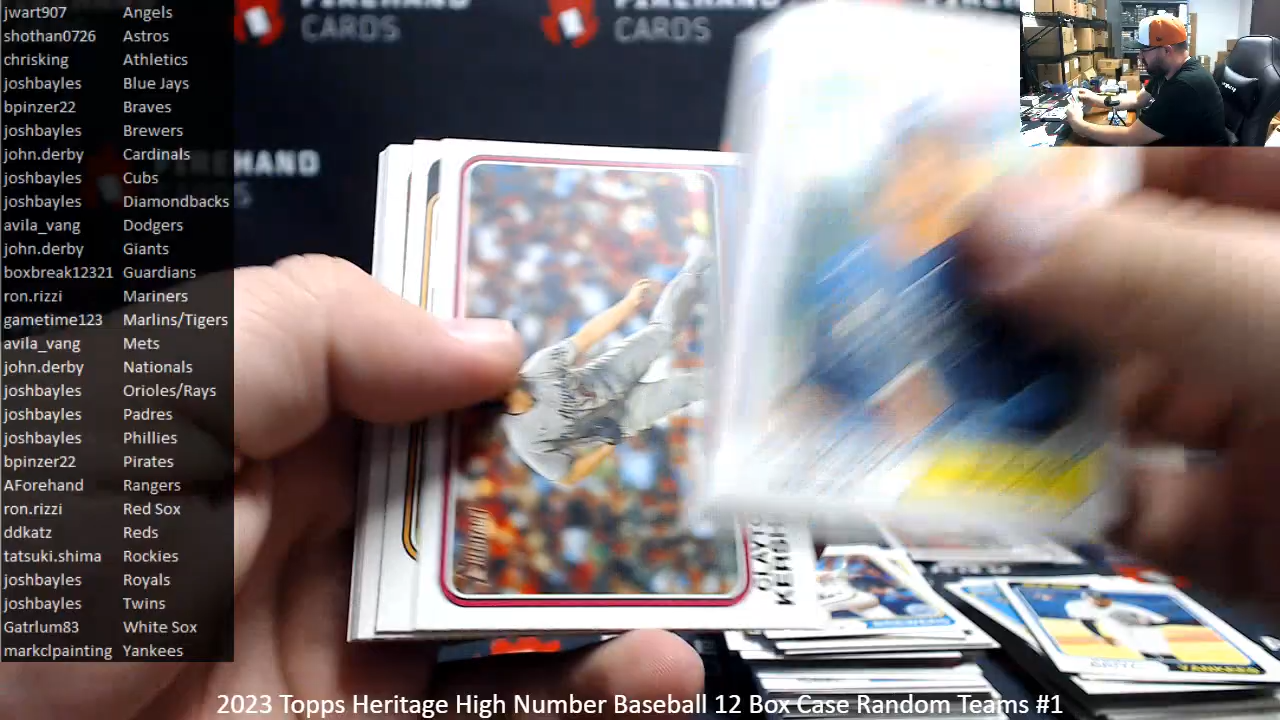 jwart907 Angels
shothan0726 Astros
chrisking Athletics
joshbayles Blue Jays
bpinzer22 Braves
joshbayles Brewers
john.derby Cardinals
joshbayles Cubs
joshbayles Diamondbacks
avila_vang Dodgers
john.derby Giants
boxbreak12321 Guardians
ron.rizzi Mariners
gametime123 Marlins/Tigers
avila_vang Mets
john.derby Nationals
joshbayles Orioles/Rays
joshbayles Padres
joshbayles Phillies
bpinzer22 Pirates
AForehand Rangers
ron.rizzi Red Sox
ddkatz Reds
tatsuki.shima Rockies
joshbayles Royals
joshbayles Twins
Gatrlum83 White Sox
markclpainting Yankees
CARDS
CARDS
BREWERS
YANKEES
2023 Topps Heritage High Number Baseball 12 Box Case Random Teams #1